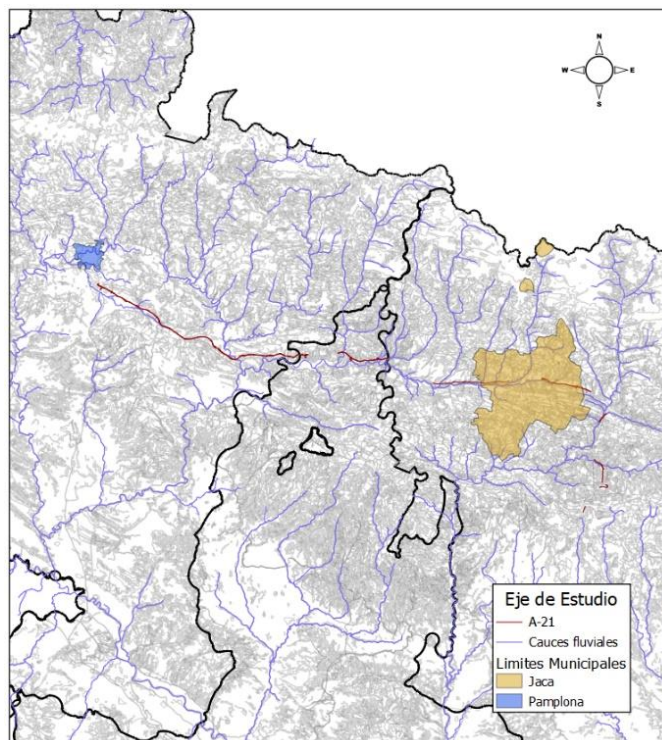 N
W E
S
Eje de Estudio
A-21
Cauces fluviales
Limites Municipales
Jaca
Pamplona